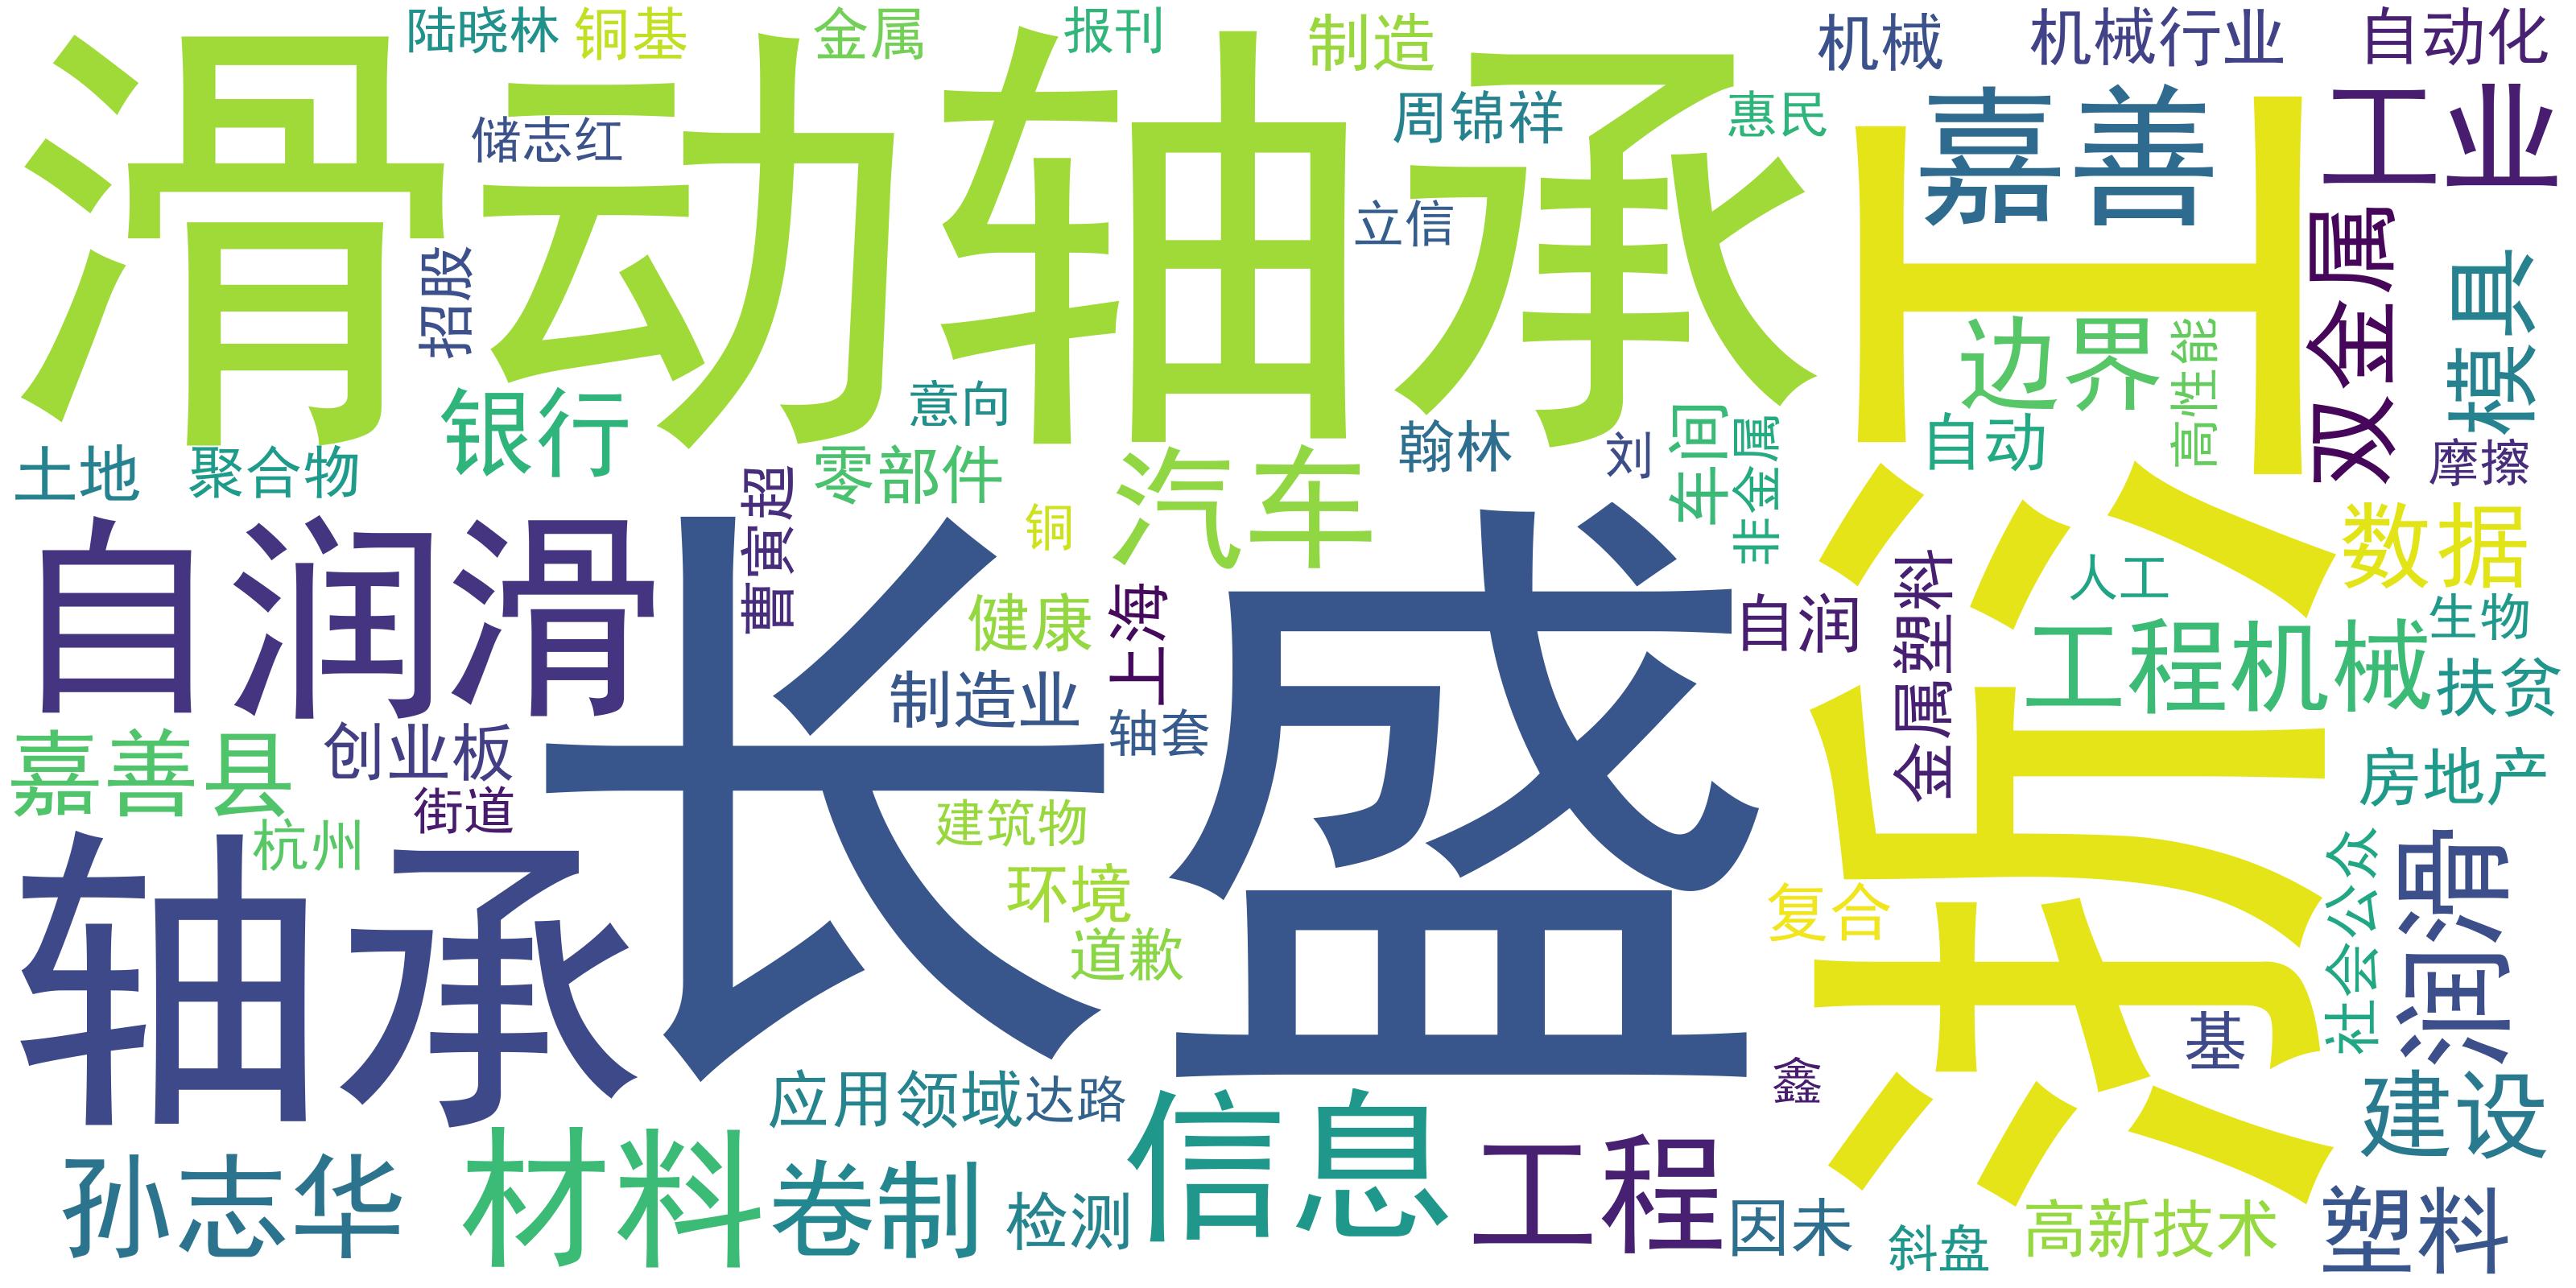 陆晓林
铜基
金属
报刊
制造
机械
机械行业
自动化
滑动轴承
储志红
周锦祥
惠民
嘉善
工业
立信
招股
双金属
模具
边界
高性能
银行
意向
翰林
刘
车间
非金属
自动
摩擦
土地
聚合物
零部件
汽车
浙江
数据
自润滑
曹寅超
铜
长盛
健康
上海
自润
金属塑料
人工
生物
工程机械
扶贫
制造业
轴套
嘉善县
创业板
街道
杭州
建筑物
房地产
社会公众
润滑
轴承
环境
道歉
复合
基
鑫
应用领域
达路
建设
孙志华
材料
卷制
检测
信息
工程
因未
斜盘
高新技术
塑料